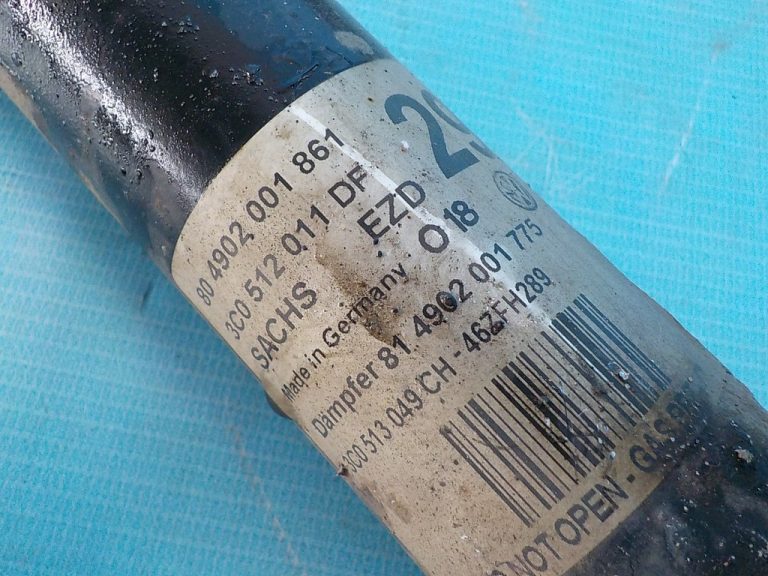 80 4902 001 861
3C0 512 011 DF
SACHS EZD 29
Made in Germany O 18
Dämpfer 81 4902 001 775
3C0 513 049 CH - 46ZFH289
NOT OPEN - GAS